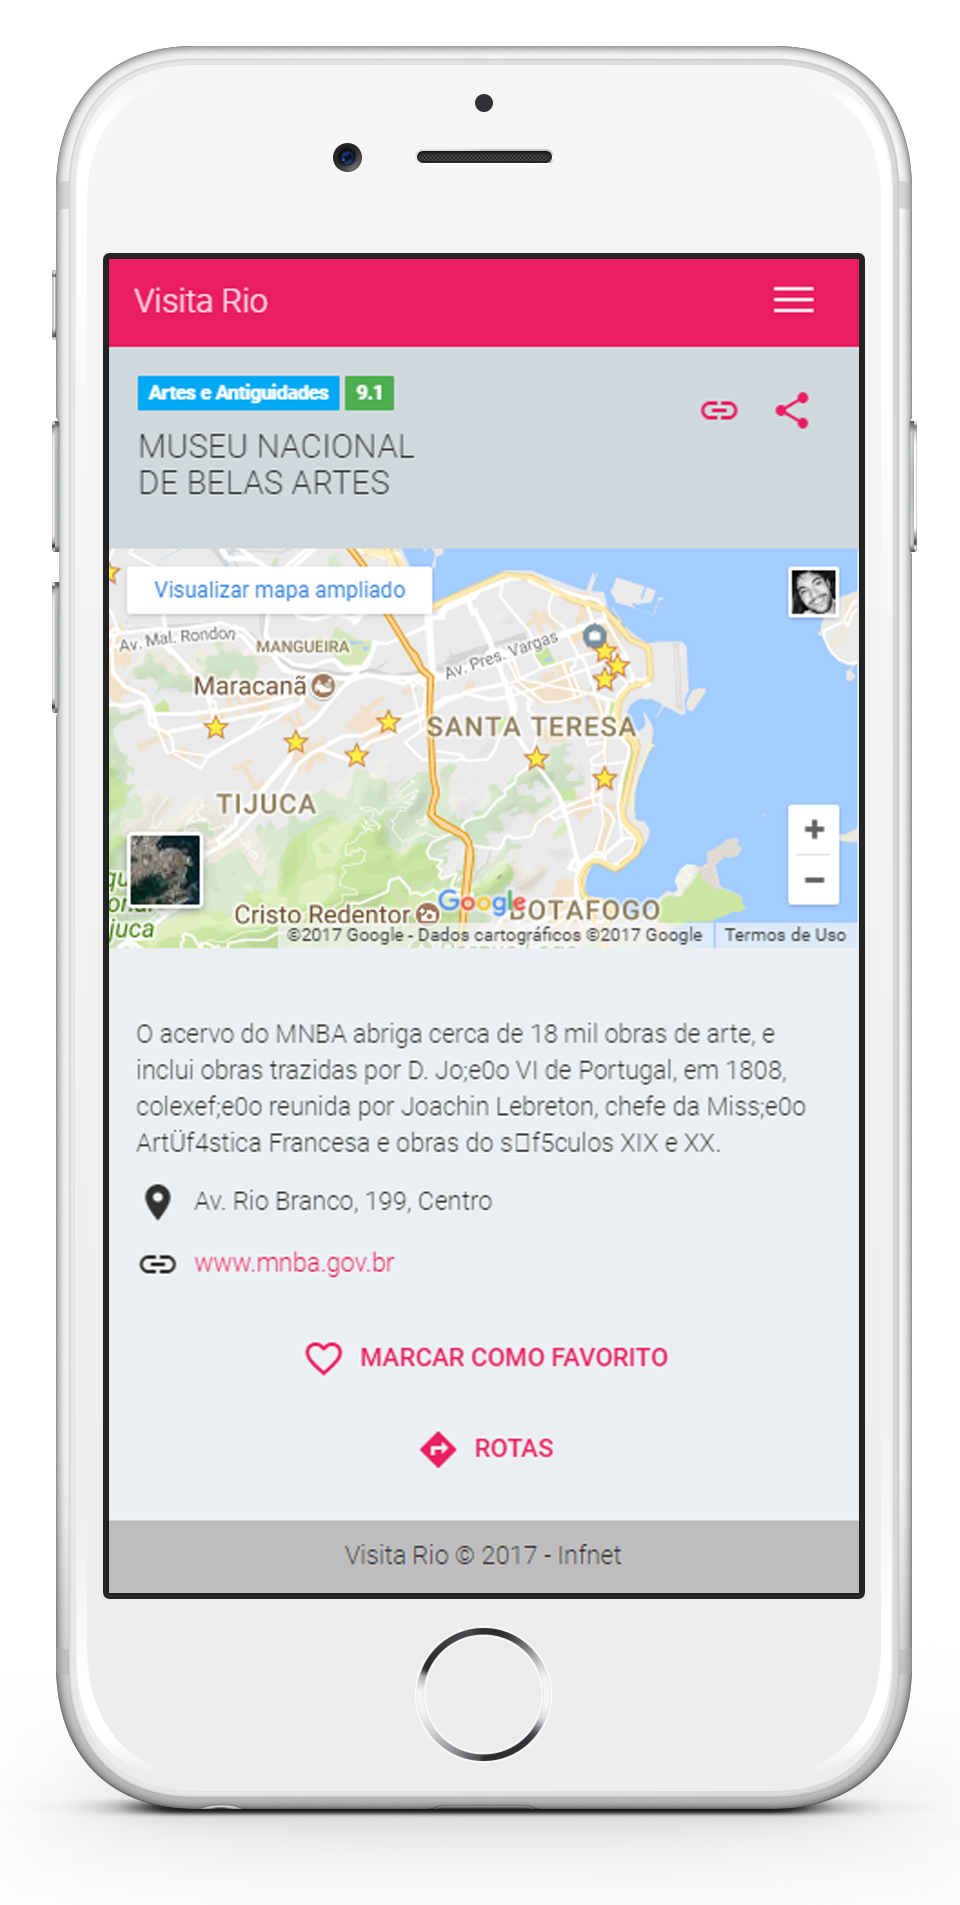 Visita Rio
Artes e Antiguidades 9.1
MUSEU NACIONAL
DE BELAS ARTES
Visualizar mapa ampliado
Av. Mal. Rondon
MANGUEIRA
Av. Pres. Vargas
Maracanã
SANTA TERESA
TIJUCA
Cristo Redentor
Google
BOTAFOGO
juca
©2017 Google - Dados cartográficos ©2017 Google
Termos de Uso
O acervo do MNBA abriga cerca de 18 mil obras de arte, e
inclui obras trazidas por D. Jo;e0o VI de Portugal, em 1808,
colexef;e0o reunida por Joachin Lebreton, chefe da Miss;e0o
ArtÜf4stica Francesa e obras do s□f5culos XIX e XX.
Av. Rio Branco, 199, Centro
www.mnba.gov.br
MARCAR COMO FAVORITO
ROTAS
Visita Rio © 2017 - Infnet